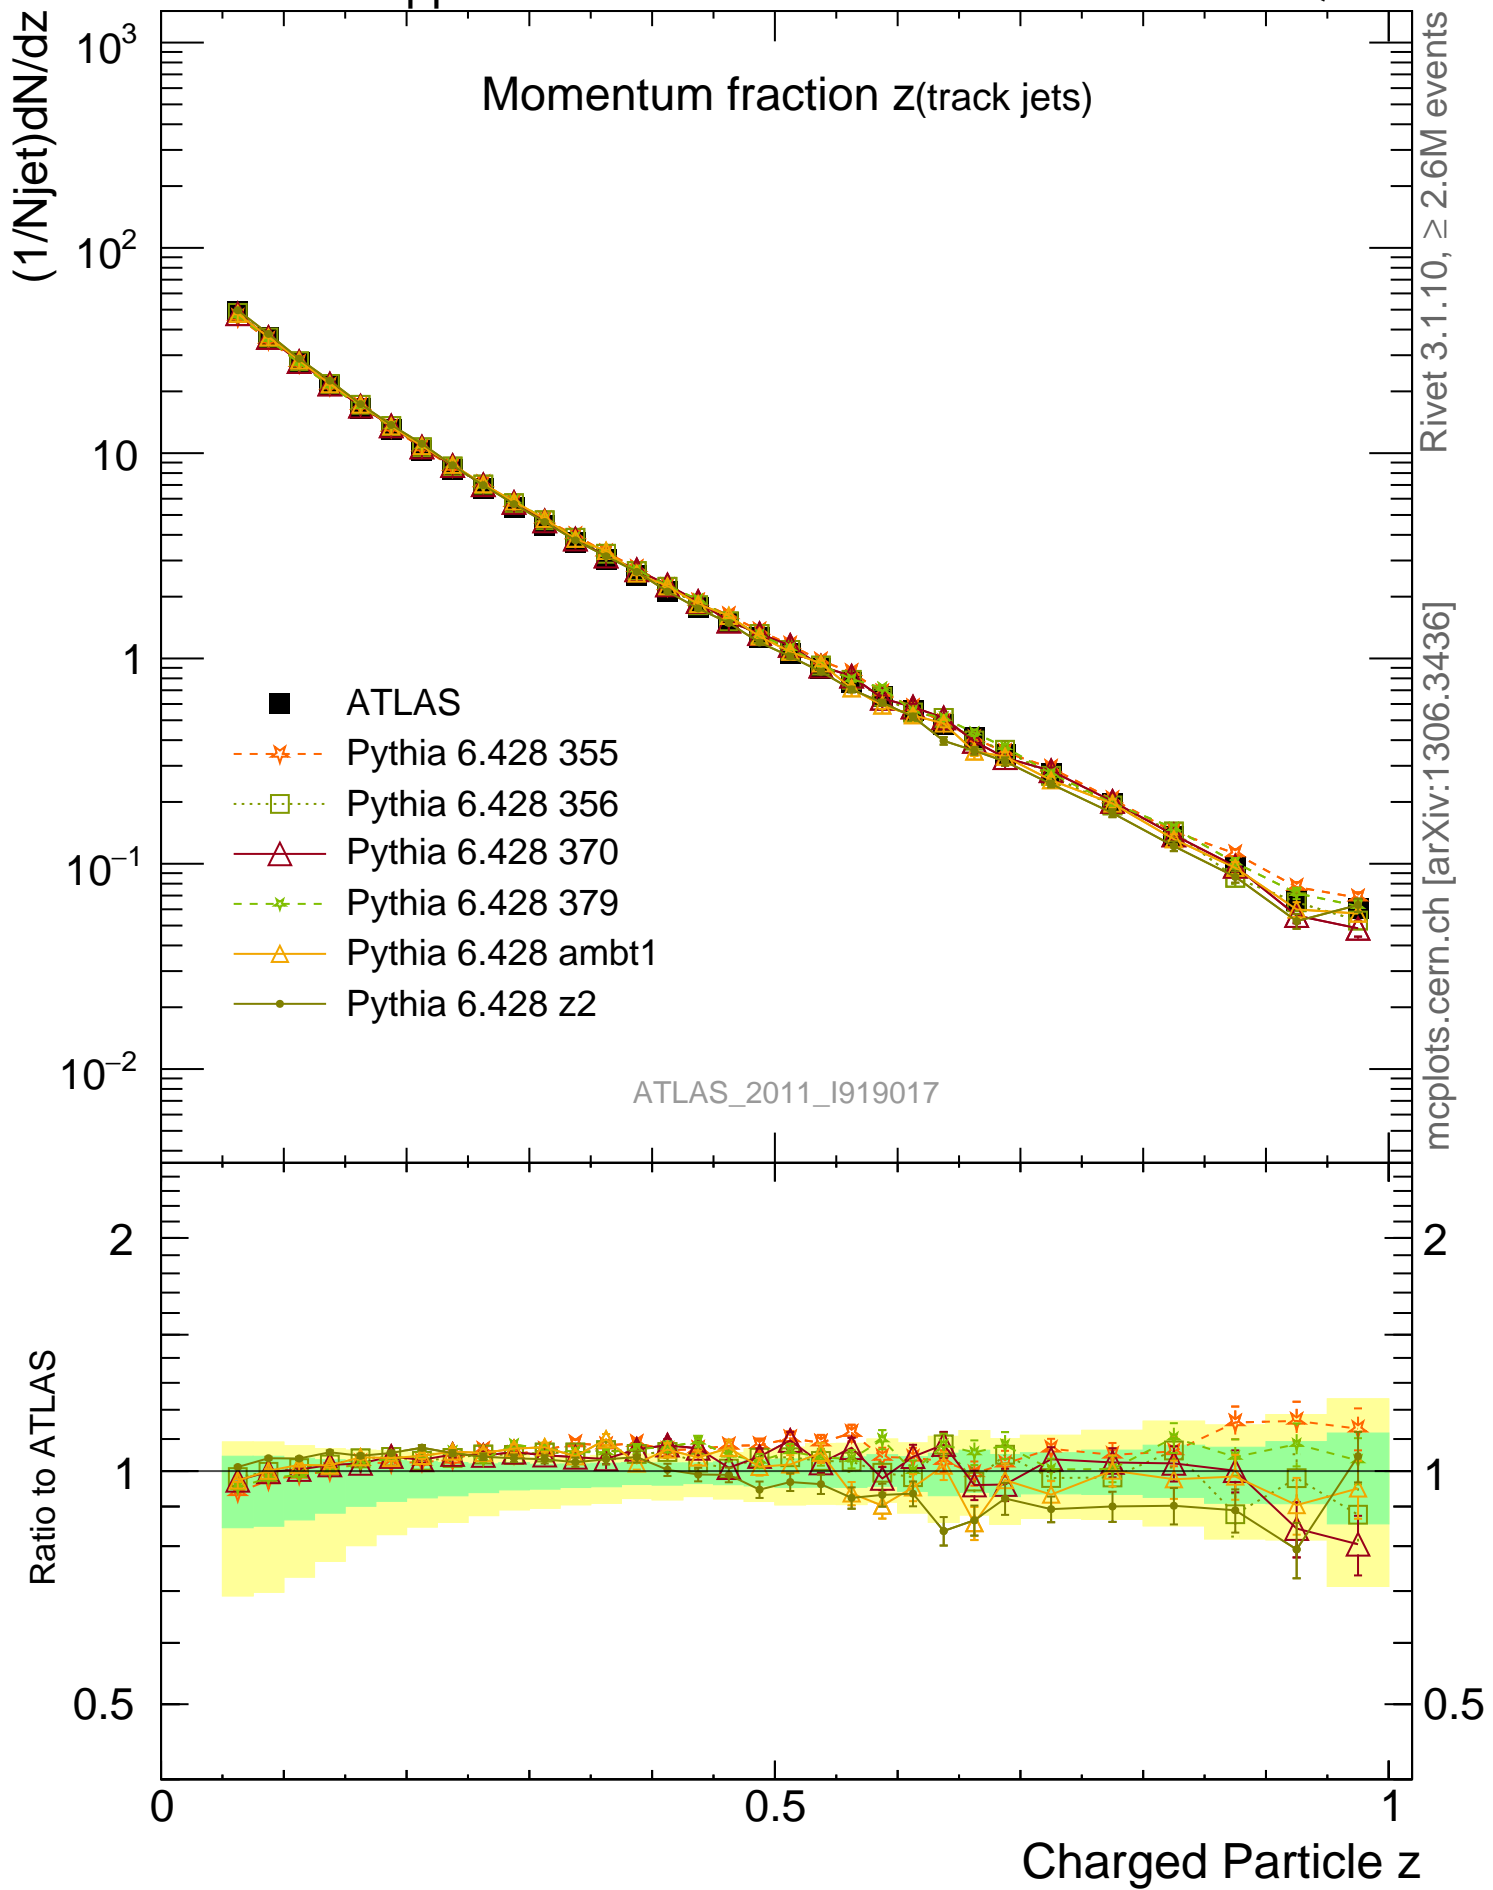 (1/Njet)dN/dz
Momentum fraction z(track jets)
10³
10²
10
1
10⁻¹
10⁻²
ATLAS
Pythia 6.428 355
Pythia 6.428 356
Pythia 6.428 370
Pythia 6.428 379
Pythia 6.428 ambt1
Pythia 6.428 z2
ATLAS_2011_I919017
Rivet 3.1.10, ≥ 2.6M events
mcplots.cern.ch [arXiv:1306.3436]
Ratio to ATLAS
2
1
0.5
2
1
0.5
0
0.5
1
Charged Particle z